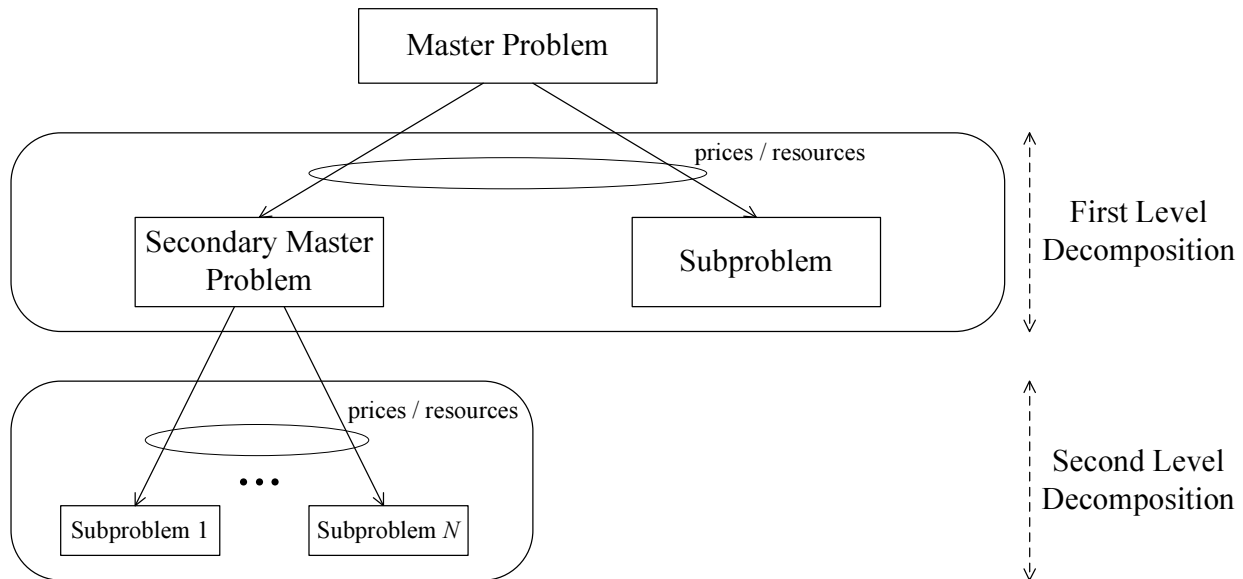 Master Problem
prices / resources
Secondary Master
Problem
Subproblem
First Level
Decomposition
prices / resources
Subproblem 1
Subproblem N
Second Level
Decomposition